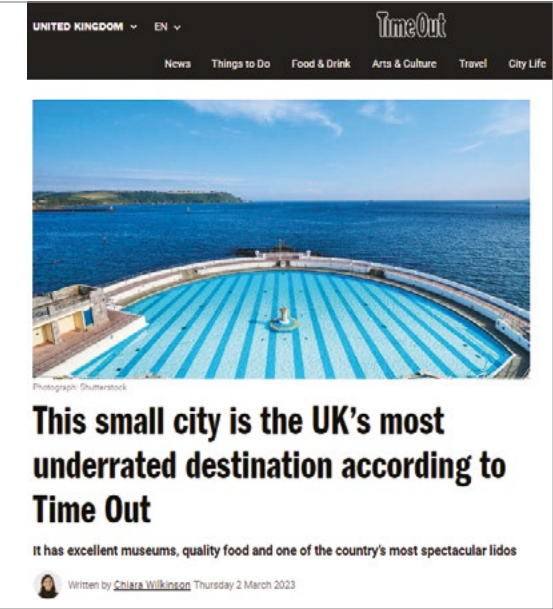 UNITED KINGDOM EN
Time Out
News Things to Do Food & Drink Arts & Culture Travel City Life
Photograph: Shutterstock
This small city is the UK's most
underrated destination according to
Time Out
It has excellent museums, quality food and one of the country's most spectacular lidos
Written by Chiara Wilkinson Thursday 2 March 2023